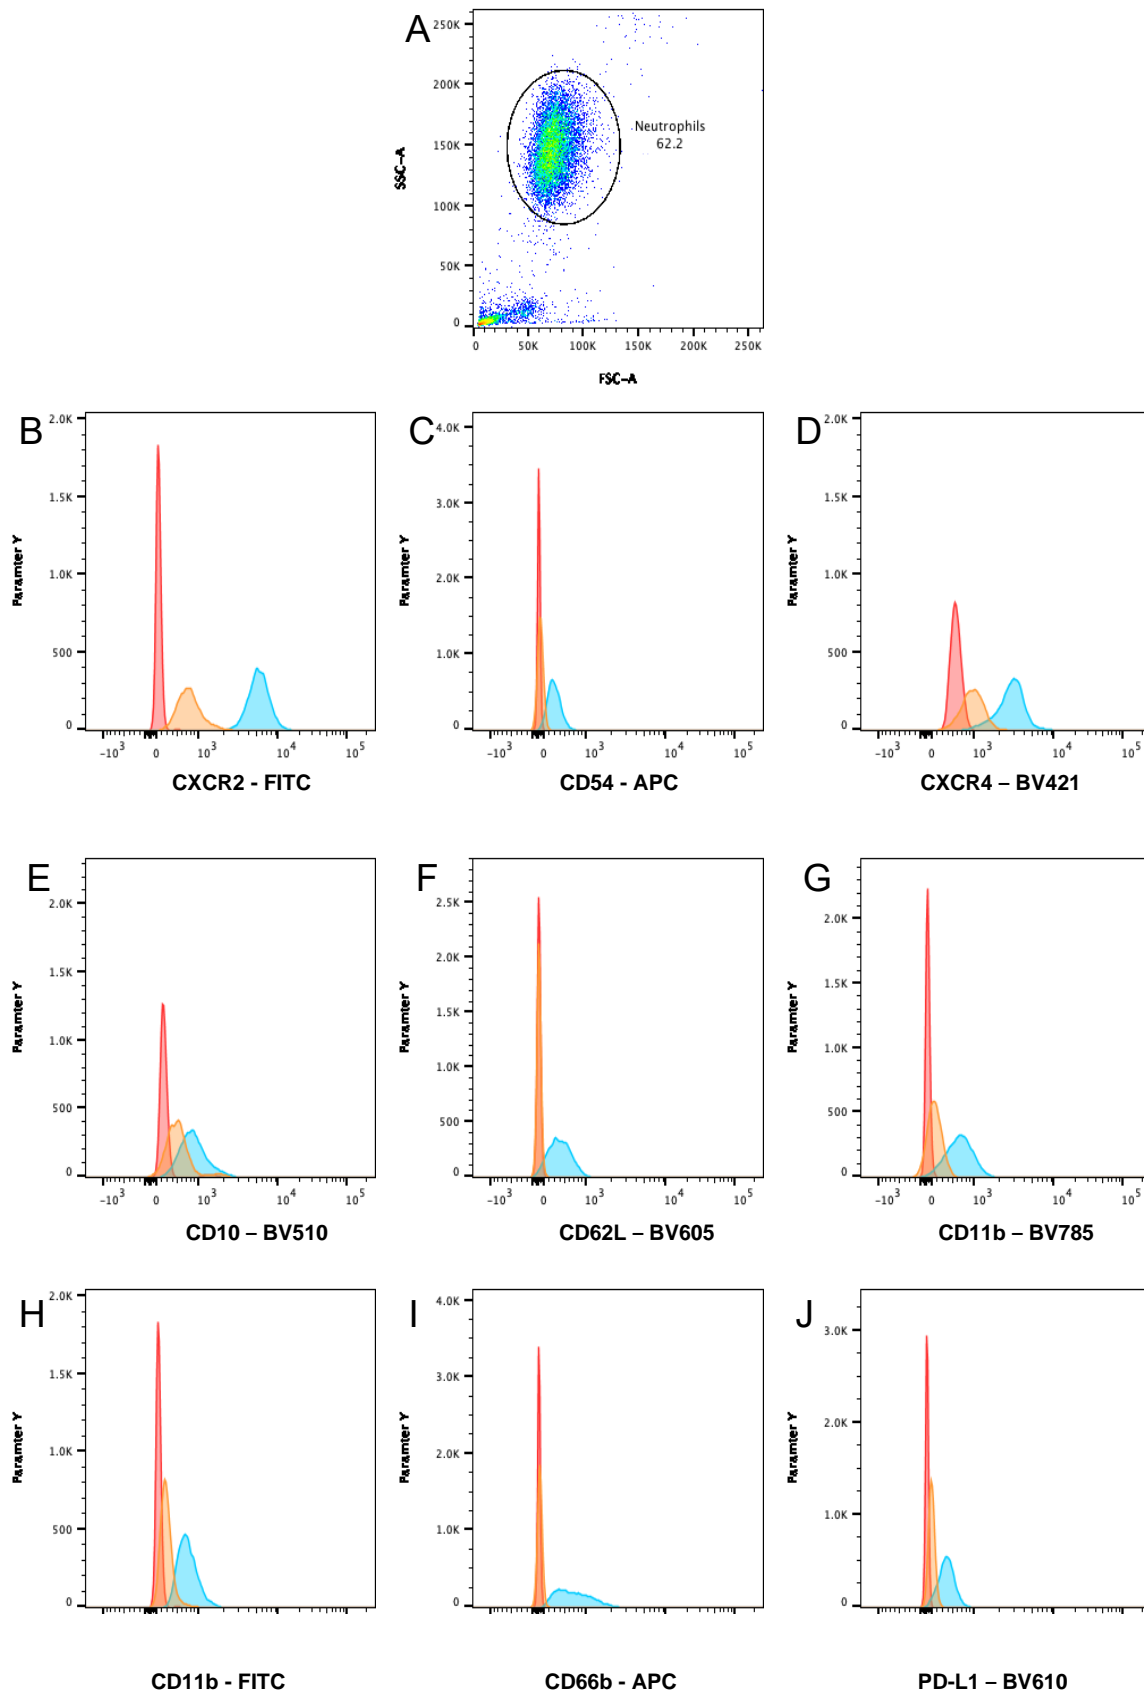 A
250K
200K
150K
100K
50K
0
SSC-A
Neutrophils
62.2
0 50K 100K 150K 200K 250K
FSC-A
B
2.0K
1.5K
1.0K
500
0
Paramter Y
-10³ 0 10³ 10⁴ 10⁵
CXCR2 - FITC
C
4.0K
3.0K
2.0K
1.0K
0
Paramter Y
-10³ 0 10³ 10⁴ 10⁵
CD54 - APC
D
2.0K
1.5K
1.0K
500
0
Paramter Y
-10³ 0 10³ 10⁴ 10⁵
CXCR4 – BV421
E
2.0K
1.5K
1.0K
500
0
Paramter Y
-10³ 0 10³ 10⁴ 10⁵
CD10 – BV510
F
2.5K
2.0K
1.5K
1.0K
500
0
Paramter Y
-10³ 0 10³ 10⁴ 10⁵
CD62L – BV605
G
2.0K
1.5K
1.0K
500
0
Paramter Y
-10³ 0 10³ 10⁴ 10⁵
CD11b – BV785
H
2.0K
1.5K
1.0K
500
0
Paramter Y
CD11b - FITC
I
4.0K
3.0K
2.0K
1.0K
0
Paramter Y
CD66b - APC
J
3.0K
2.0K
1.0K
0
Paramter Y
PD-L1 – BV610